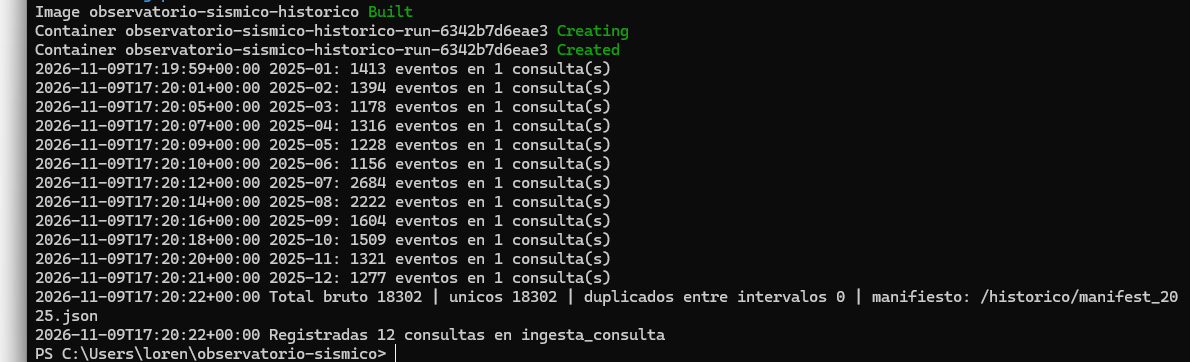 Image observatorio-sismico-historico Built
Container observatorio-sismico-historico-run-6342b7d6eae3 Creating
Container observatorio-sismico-historico-run-6342b7d6eae3 Created
2026-11-09T17:19:59+00:00 2025-01: 1413 eventos en 1 consulta(s)
2026-11-09T17:20:01+00:00 2025-02: 1394 eventos en 1 consulta(s)
2026-11-09T17:20:05+00:00 2025-03: 1178 eventos en 1 consulta(s)
2026-11-09T17:20:07+00:00 2025-04: 1316 eventos en 1 consulta(s)
2026-11-09T17:20:09+00:00 2025-05: 1228 eventos en 1 consulta(s)
2026-11-09T17:20:10+00:00 2025-06: 1156 eventos en 1 consulta(s)
2026-11-09T17:20:12+00:00 2025-07: 2684 eventos en 1 consulta(s)
2026-11-09T17:20:14+00:00 2025-08: 2222 eventos en 1 consulta(s)
2026-11-09T17:20:16+00:00 2025-09: 1604 eventos en 1 consulta(s)
2026-11-09T17:20:18+00:00 2025-10: 1509 eventos en 1 consulta(s)
2026-11-09T17:20:20+00:00 2025-11: 1321 eventos en 1 consulta(s)
2026-11-09T17:20:21+00:00 2025-12: 1277 eventos en 1 consulta(s)
2026-11-09T17:20:22+00:00 Total bruto 18302 | unicos 18302 | duplicados entre intervalos 0 | manifiesto: /historico/manifest_20
25.json
2026-11-09T17:20:22+00:00 Registradas 12 consultas en ingesta_consulta
PS C:\Users\loren\observatorio-sismico>